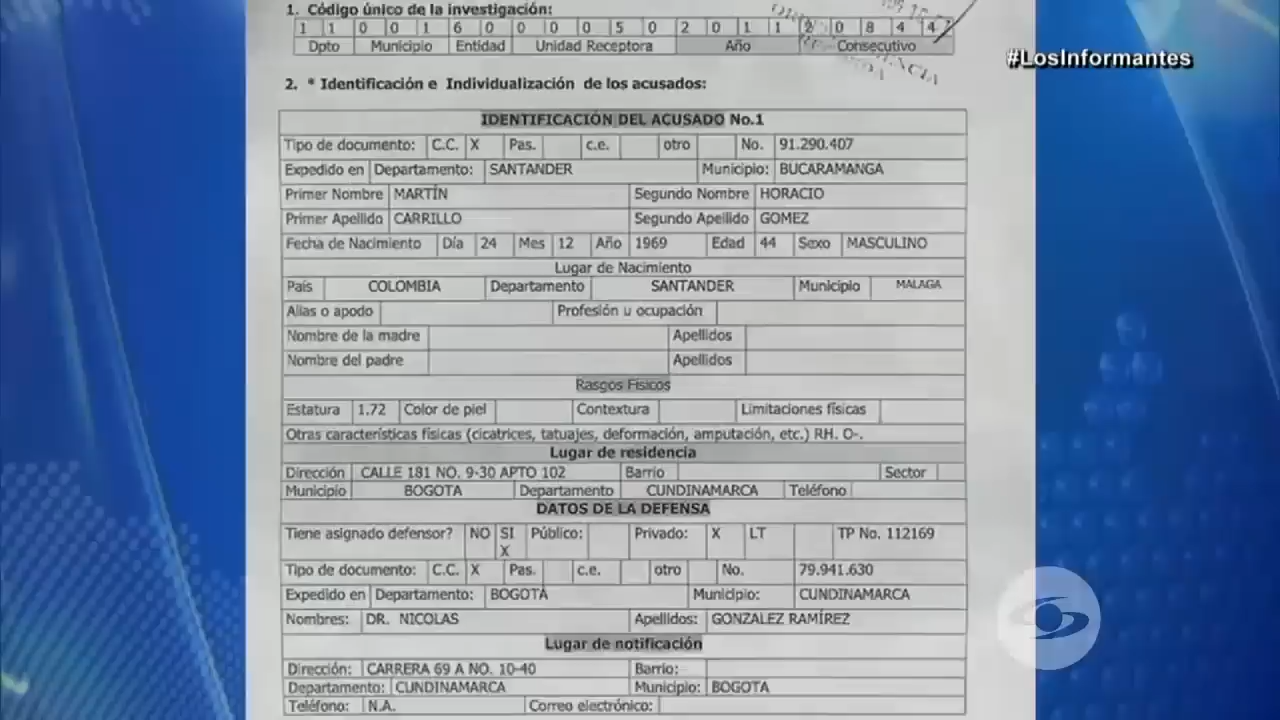 1. Código único de la investigación:
1 1 0 0 1 6 0 0 0 0 5 0 2 0 1 1 2 0 8 4 4
Dpto Municipio Entidad Unidad Receptora Año Consecutivo
#LosInformantes
2. * Identificación e Individualización de los acusados:
IDENTIFICACIÓN DEL ACUSADO No.1
Tipo de documento: C.C. X Pas. c.e. otro No. 91.290.407
Expedido en Departamento: SANTANDER Municipio: BUCARAMANGA
Primer Nombre MARTÍN Segundo Nombre HORACIO
Primer Apellido CARRILLO Segundo Apellido GOMEZ
Fecha de Nacimiento Día 24 Mes 12 Año 1969 Edad 44 Sexo MASCULINO
Lugar de Nacimiento
País COLOMBIA Departamento SANTANDER Municipio MALAGA
Alias o apodo Profesión u ocupación
Nombre de la madre Apellidos
Nombre del padre Apellidos
Rasgos Físicos
Estatura 1,72 Color de piel Contextura Limitaciones físicas
Otras características físicas (cicatrices, tatuajes, deformación, amputación, etc.) RH. O-.
Lugar de residencia
Dirección CALLE 181 NO. 9-30 APTO 102 Barrio Sector
Municipio BOGOTA Departamento CUNDINAMARCA Teléfono
DATOS DE LA DEFENSA
Tiene asignado defensor? NO SI X Público: Privado: X LT TP No. 112169
Tipo de documento: C.C. X Pas. c.e. otro No. 79.941.630
Expedido en Departamento: BOGOTÁ Municipio: CUNDINAMARCA
Nombres: DR. NICOLAS Apellidos: GONZALEZ RAMÍREZ
Lugar de notificación
Dirección: CARRERA 69 A NO. 10-40 Barrio:
Departamento: CUNDINAMARCA Municipio: BOGOTA
Teléfono: N.A. Correo electrónico: